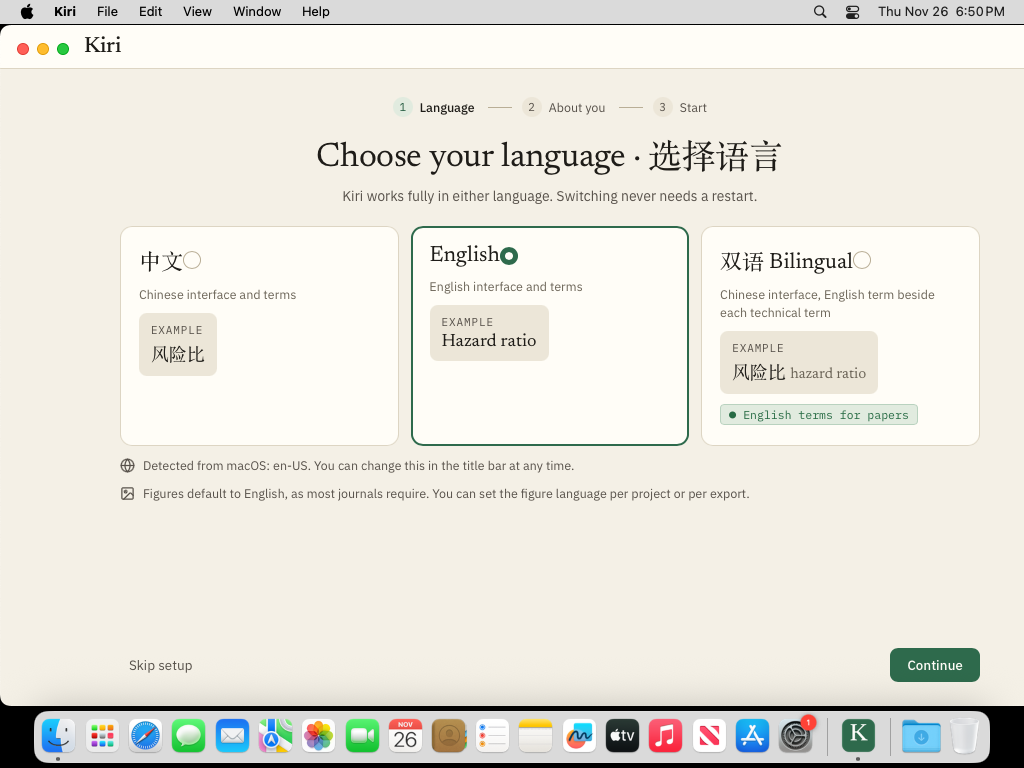 Kiri File Edit View Window Help Thu Nov 26 6:50 PM
Kiri
1 Language 2 About you 3 Start
Choose your language · 选择语言
Kiri works fully in either language. Switching never needs a restart.
中文
Chinese interface and terms
EXAMPLE
风险比
English
English interface and terms
EXAMPLE
Hazard ratio
双语 Bilingual
Chinese interface, English term beside
each technical term
EXAMPLE
风险比 hazard ratio
English terms for papers
Detected from macOS: en-US. You can change this in the title bar at any time.
Figures default to English, as most journals require. You can set the figure language per project or per export.
Skip setup
Continue
NOV
26
tv
1
K